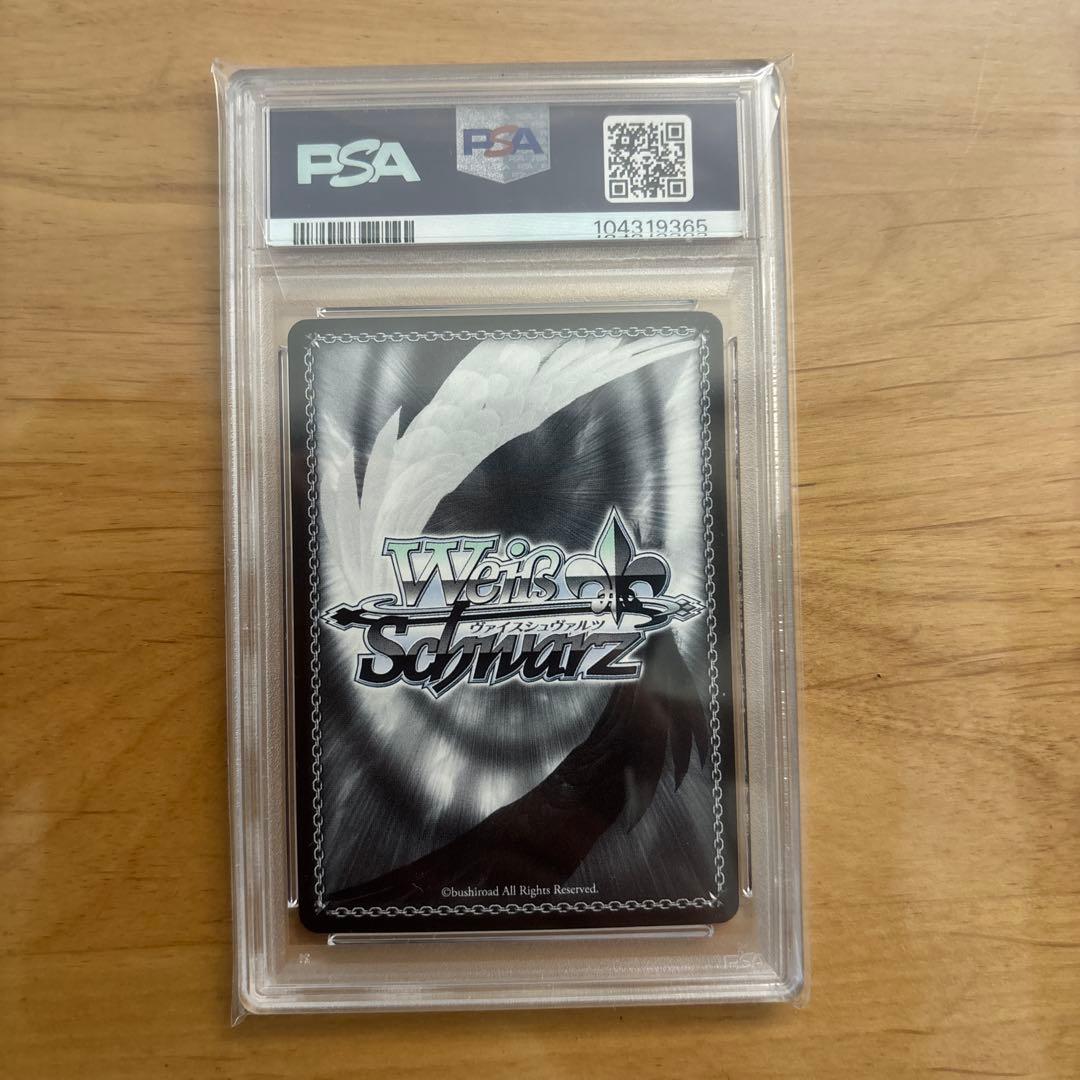 PSA
PSA
104319365
Weiß
ヴァイスシュヴァルツ
Schwarz
©bushiroad All Rights Reserved.
PSA